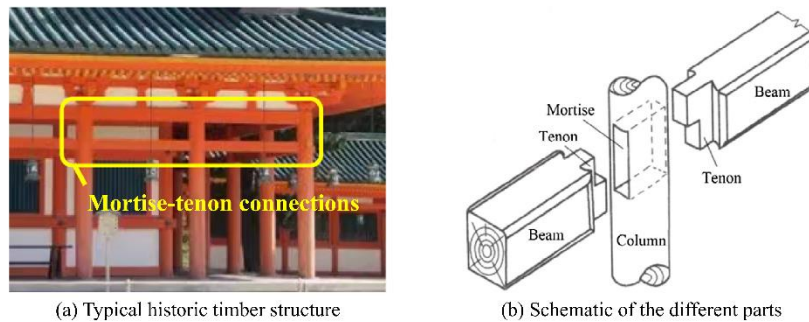 Mortise-tenon connections
(a) Typical historic timber structure
Mortise
Tenon
Beam
Tenon
Beam
Column
(b) Schematic of the different parts